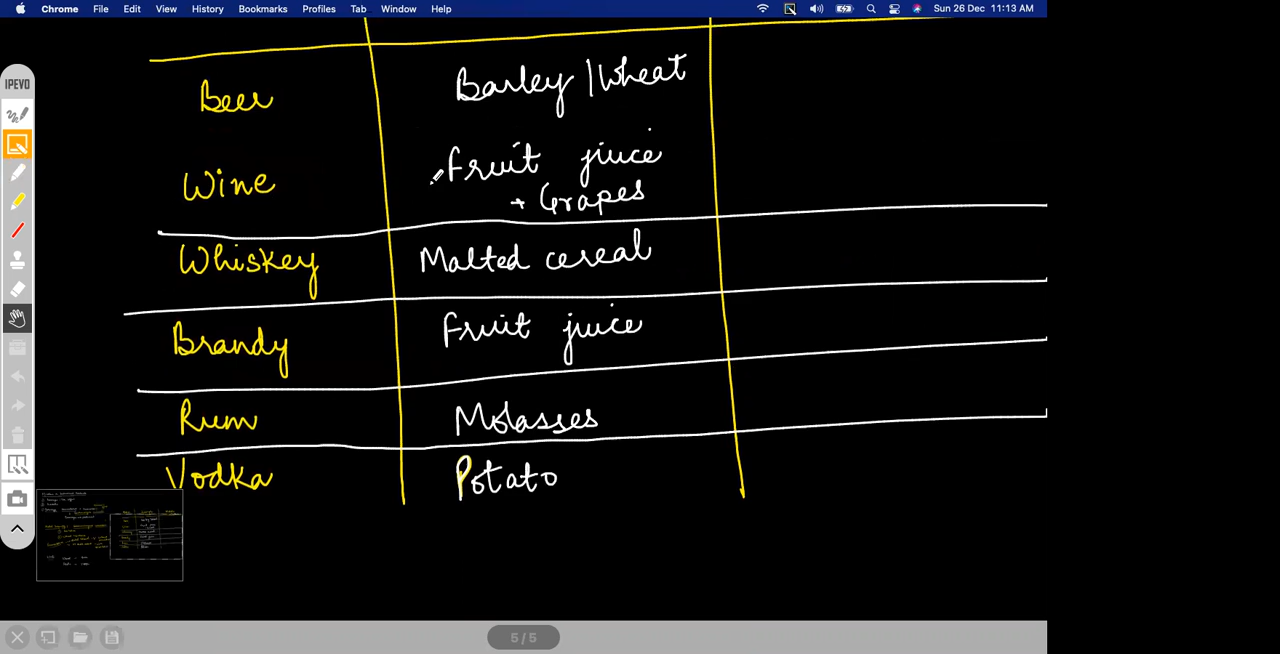 Chrome File Edit View History Bookmarks Profiles Tab Window Help Sun 26 Dec 11:13 AM
IPEVO
Beer Barley / Wheat
Wine Fruit juice
+ Grapes
Whiskey Malted cereal
Brandy Fruit juice
Rum Molasses
Vodka Potato
5 / 5